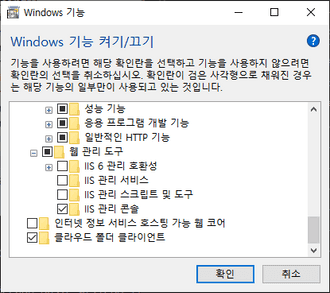 Windows 기능
Windows 기능 켜기/끄기
기능을 사용하려면 해당 확인란을 선택하고 기능을 사용하지 않으려면
확인란의 선택을 취소하십시오. 확인란이 검은 사각형으로 채워진 경우
는 해당 기능의 일부만이 사용되고 있는 것입니다.
성능 기능
응용 프로그램 개발 기능
일반적인 HTTP 기능
웹 관리 도구
IIS 6 관리 호환성
IIS 관리 서비스
IIS 관리 스크립트 및 도구
IIS 관리 콘솔
인터넷 정보 서비스 호스팅 가능 웹 코어
클라우드 폴더 클라이언트
확인
취소